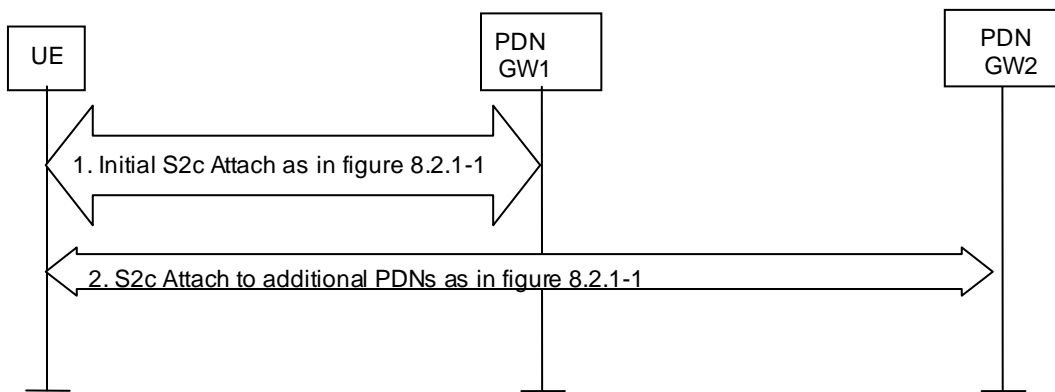 UE
PDN
GW1
PDN
GW2
1. Initial S2c Attach as in figure 8.2.1-1
2. S2c Attach to additional PDNs as in figure 8.2.1-1